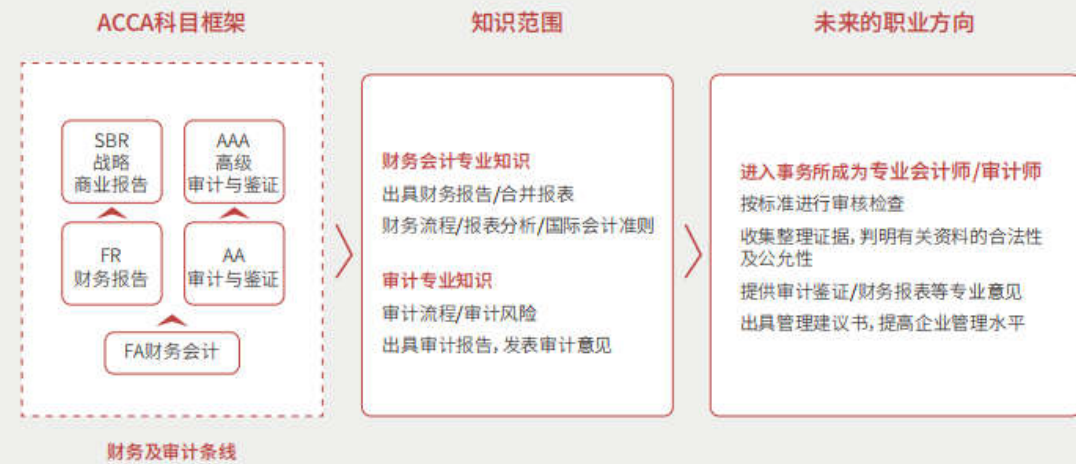 ACCA科目框架
知识范围
未来的职业方向
SBR
战略
商业报告
AAA
高级
审计与鉴证
FR
财务报告
AA
审计与鉴证
FA财务会计
财务及审计条线
财务会计专业知识
出具财务报告/合并报表
财务流程/报表分析/国际会计准则
审计专业知识
审计流程/审计风险
出具审计报告,发表审计意见
进入事务所成为专业会计师/审计师
按标准进行审核检查
收集整理证据,判明有关资料的合法性
及公允性
提供审计鉴证/财务报表等专业意见
出具管理建议书,提高企业管理水平